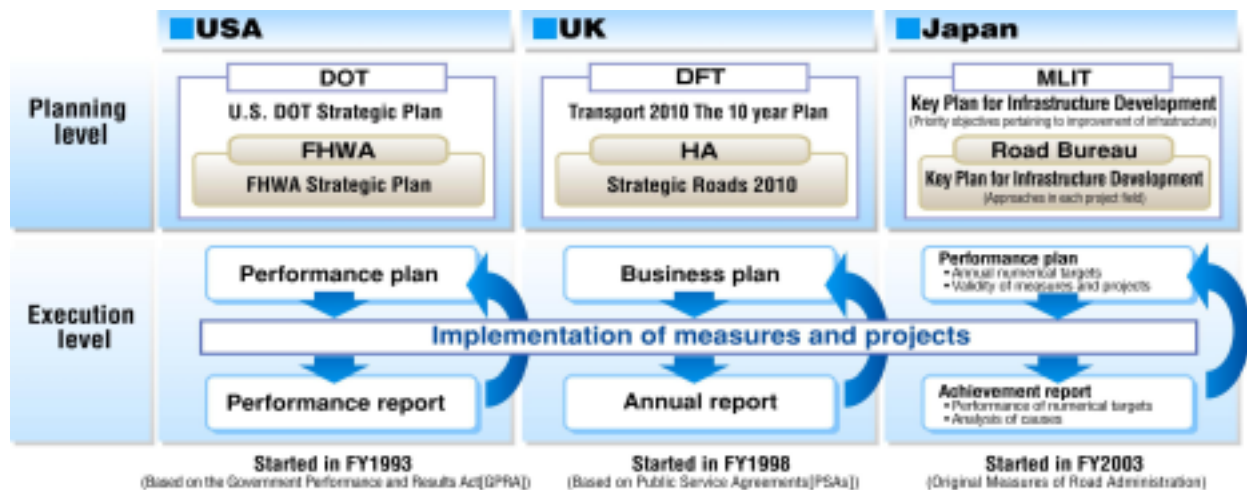 USA
UK
Japan
Planning
level
DOT
U.S. DOT Strategic Plan
FHWA
FHWA Strategic Plan
DFT
Transport 2010 The 10 year Plan
HA
Strategic Roads 2010
MLIT
Key Plan for Infrastructure Development
(Priority objectives pertaining to improvement of infrastructure)
Road Bureau
Key Plan for Infrastructure Development
(Approaches in each project field)
Execution
level
Performance plan
Business plan
Performance plan
• Annual numerical targets
• Validity of measures and projects
Implementation of measures and projects
Performance report
Annual report
Achievement report
• Performance of numerical targets
• Analysis of causes
Started in FY1993
(Based on the Government Performance and Results Act[GPRA])
Started in FY1998
(Based on Public Service Agreements[PSAs])
Started in FY2003
(Original Measures of Road Administration)